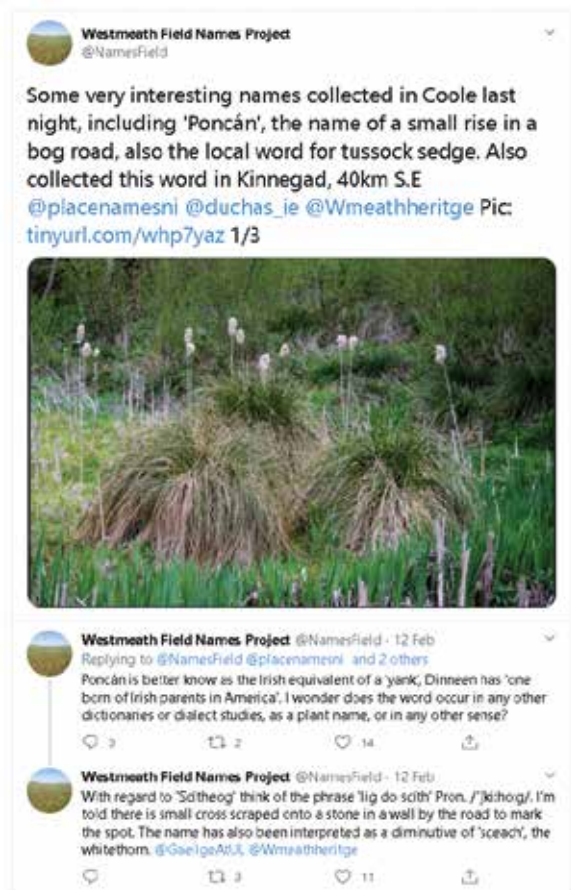 Westmeath Field Names Project
@NamesField
Some very interesting names collected in Coole last
night, including 'Poncán', the name of a small rise in a
bog road, also the local word for tussock sedge. Also
collected this word in Kinnegad, 40km S.E
@placenamesni @duchas_ie @Wmeathheritge Pic:
tinyurl.com/whp7yaz 1/3
Westmeath Field Names Project @NamesField · 12 Feb
Replying to @NamesField @placenamesni and 2 others
Poncán is better know as the Irish equivalent of a 'yank', Dinneen has 'one
born of Irish parents in America'. I wonder does the word occur in any other
dictionaries or dialect studies, as a plant name, or in any other sense?
3 2 14
Westmeath Field Names Project @NamesField · 12 Feb
With regard to think of the phrase 'lig do scíth' Pron. I'm
told there is small cross scraped onto a stone in a wall by the road to mark
the spot. The name has also been interpreted as a diminutive of 'sceach', the
whitethorn. @GaeilgeAtUL @Wmeathheritge
3 11